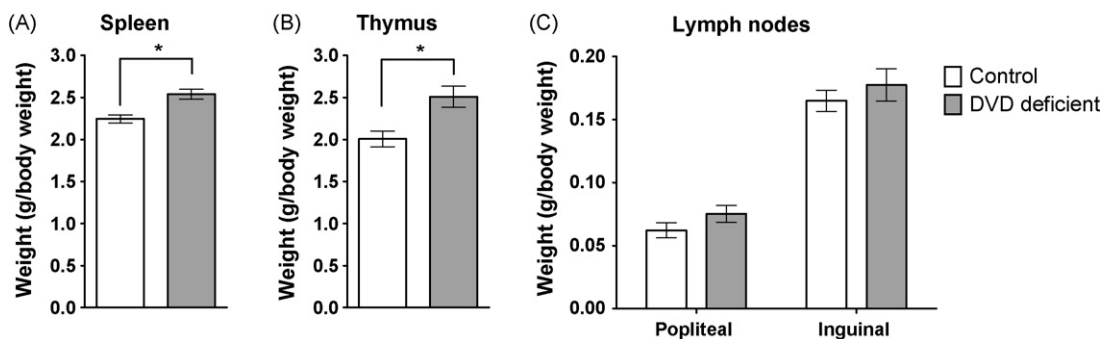 (A) Spleen
*
Weight (g/body weight)
3.0
2.5
2.0
1.5
1.0
0.5
0.0
(B) Thymus
*
Weight (g/body weight)
3.0
2.5
2.0
1.5
1.0
0.5
0.0
(C) Lymph nodes
Weight (g/body weight)
0.20
0.15
0.10
0.05
0.00
Popliteal Inguinal
Control
DVD deficient